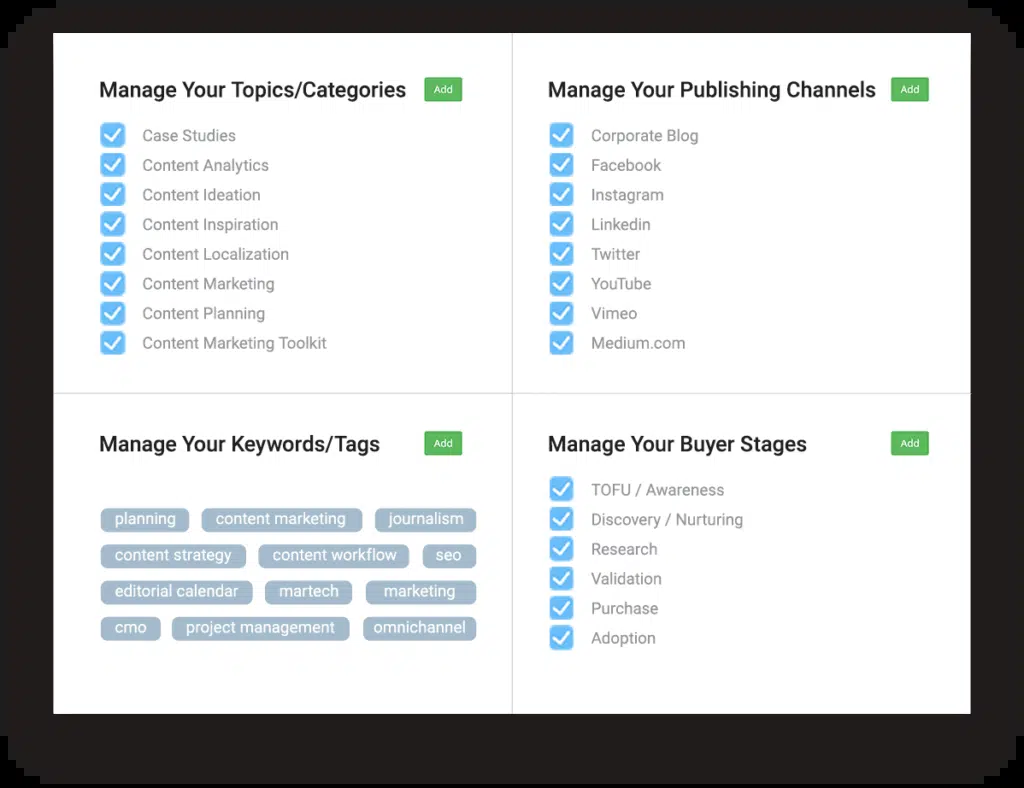 Manage Your Topics/Categories Add
Case Studies
Content Analytics
Content Ideation
Content Inspiration
Content Localization
Content Marketing
Content Planning
Content Marketing Toolkit
Manage Your Publishing Channels Add
Corporate Blog
Facebook
Instagram
Linkedin
Twitter
YouTube
Vimeo
Medium.com
Manage Your Keywords/Tags Add
planning content marketing journalism
content strategy content workflow seo
editorial calendar martech marketing
cmo project management omnichannel
Manage Your Buyer Stages Add
TOFU / Awareness
Discovery / Nurturing
Research
Validation
Purchase
Adoption